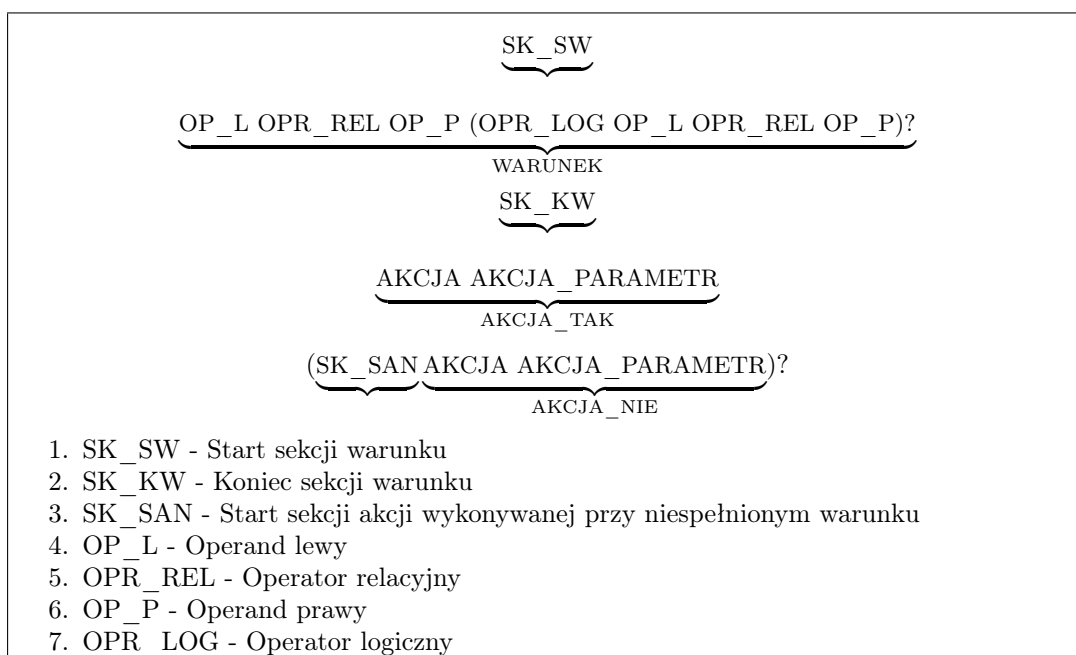 SK_SW
OP_L OPR_REL OP_P (OPR_LOG OP_L OPR_REL OP_P)?
WARUNEK
SK_KW
AKCJA AKCJA_PARAMETR
AKCJA_TAK
(SK_SAN AKCJA AKCJA_PARAMETR)?
AKCJA_NIE
1. SK_SW - Start sekcji warunku
2. SK_KW - Koniec sekcji warunku
3. SK_SAN - Start sekcji akcji wykonywanej przy niespełnionym warunku
4. OP_L - Operand lewy
5. OPR_REL - Operator relacyjny
6. OP_P - Operand prawy
7. OPR_LOG - Operator logiczny